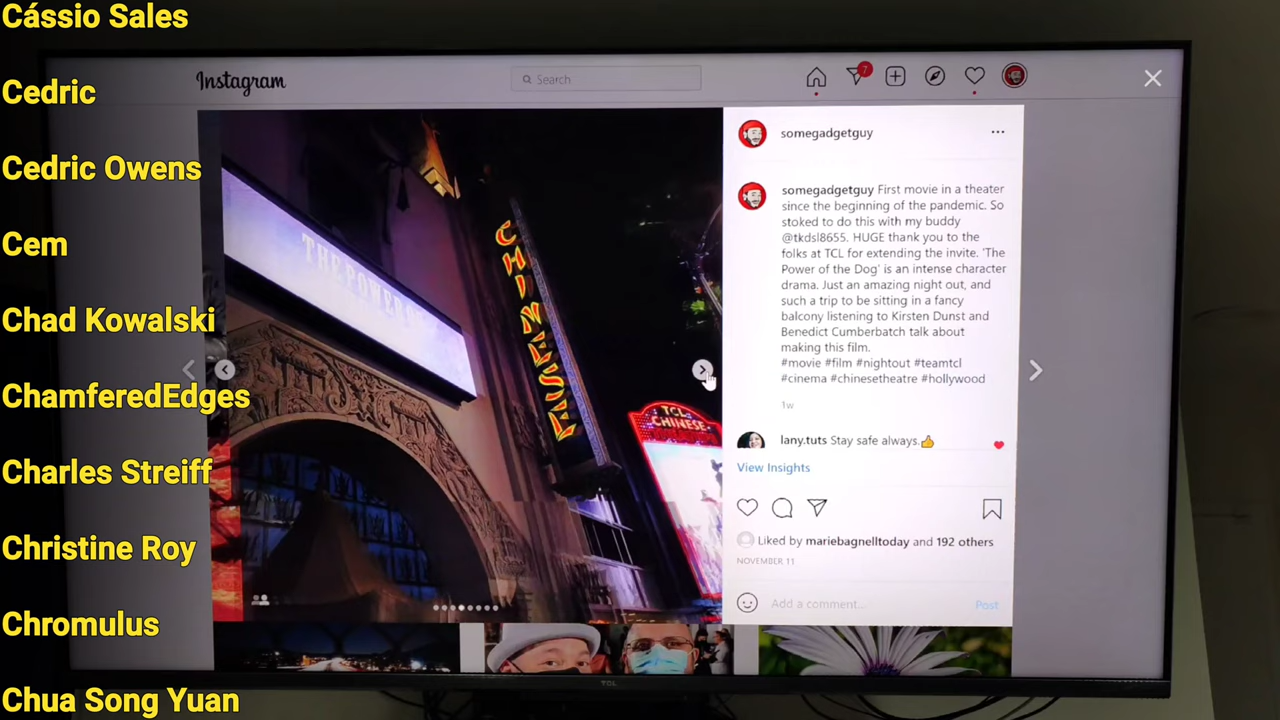 Cássio Sales
Cedric
Cedric Owens
Cem
Chad Kowalski
ChamferedEdges
Charles Streiff
Christine Roy
Chromulus
Chua Song Yuan
Instagram
Search
7
THE POWER
CHINESE
TCL
CHINESE
somegadgetguy
somegadgetguy First movie in a theater
since the beginning of the pandemic. So
stoked to do this with my buddy
@tkdsl8655. HUGE thank you to the
folks at TCL for extending the invite. 'The
Power of the Dog' is an intense character
drama. Just an amazing night out, and
such a trip to be sitting in a fancy
balcony listening to Kirsten Dunst and
Benedict Cumberbatch talk about
making this film.
#movie #film #nightout #teamtcl
#cinema #chinesetheatre #hollywood
1w
lany.tuts Stay safe always.👍
View Insights
Liked by mariebagnelltoday and 192 others
NOVEMBER 11
Add a comment...
Post
TCL